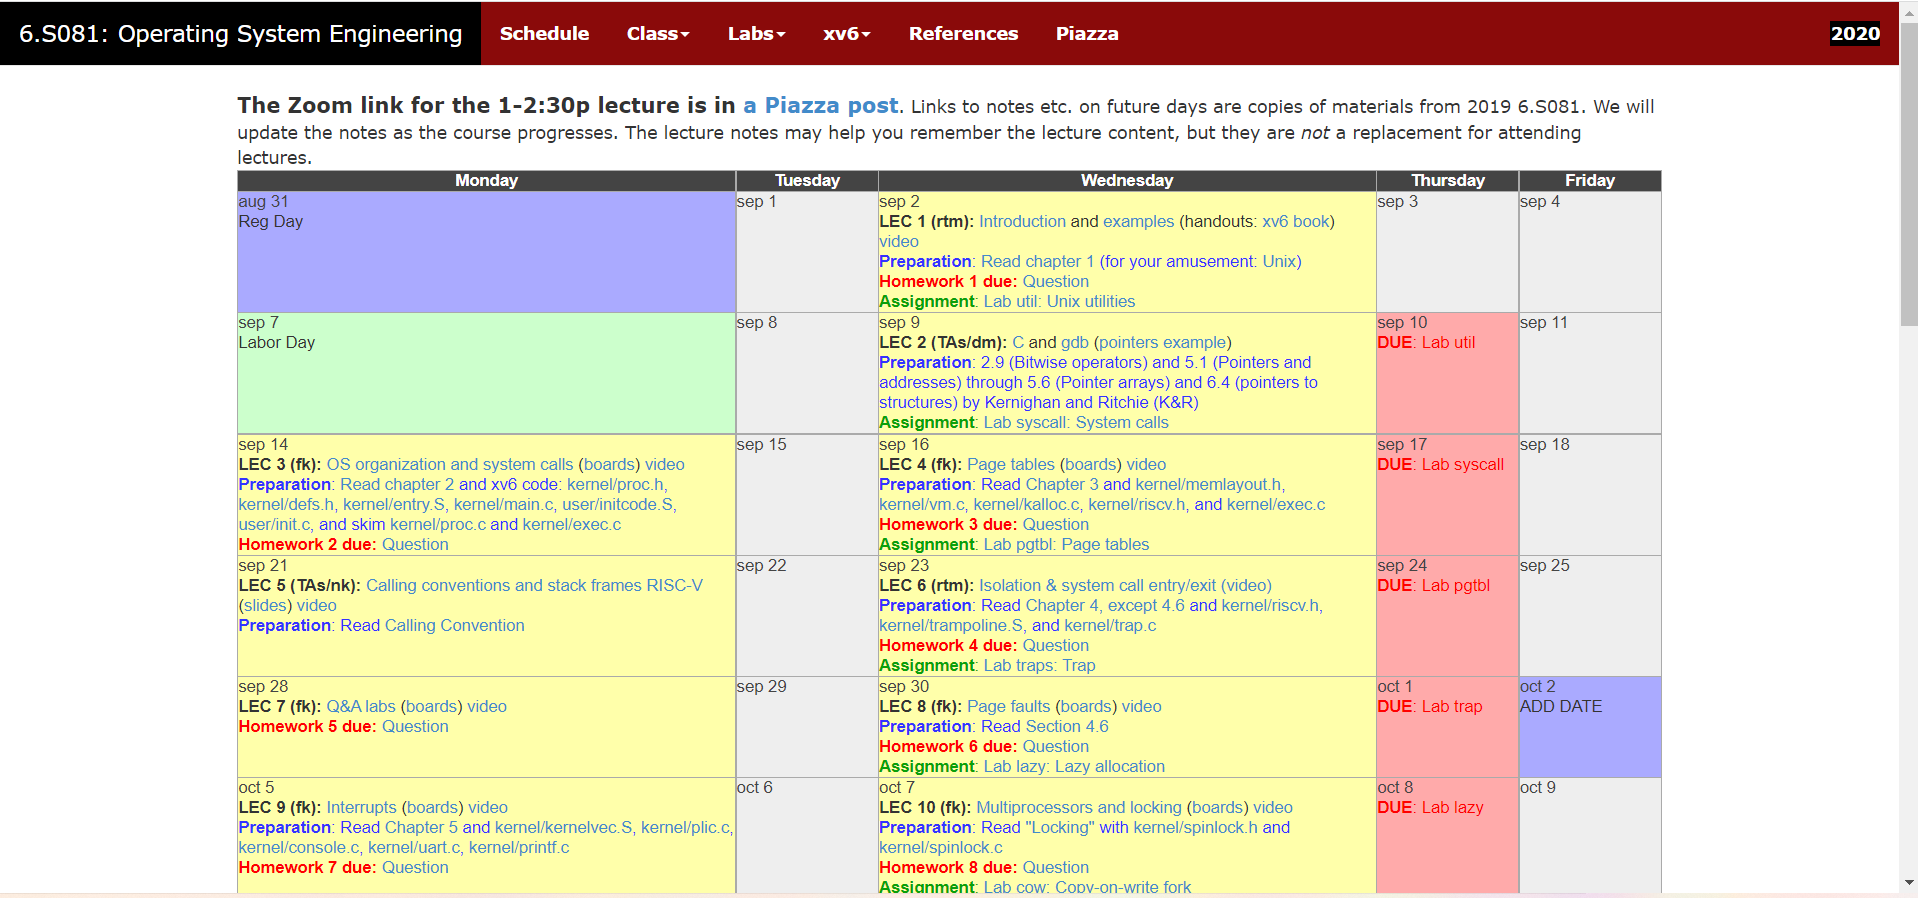 6.S081: Operating System Engineering Schedule Class Labs xv6 References Piazza 2020
The Zoom link for the 1-2:30p lecture is in a Piazza post. Links to notes etc. on future days are copies of materials from 2019 6.S081. We will
update the notes as the course progresses. The lecture notes may help you remember the lecture content, but they are not a replacement for attending
lectures.
Monday Tuesday Wednesday Thursday Friday
aug 31
Reg Day
sep 1
sep 2
LEC 1 (rtm): Introduction and examples (handouts: xv6 book)
video
Preparation: Read chapter 1 (for your amusement: Unix)
Homework 1 due: Question
Assignment: Lab util: Unix utilities
sep 3
sep 4
sep 7
Labor Day
sep 8
sep 9
LEC 2 (TAs/dm): C and gdb (pointers example)
Preparation: 2.9 (Bitwise operators) and 5.1 (Pointers and
addresses) through 5.6 (Pointer arrays) and 6.4 (pointers to
structures) by Kernighan and Ritchie (K&R)
Assignment: Lab syscall: System calls
sep 10
DUE: Lab util
sep 11
sep 14
LEC 3 (fk): OS organization and system calls (boards) video
Preparation: Read chapter 2 and xv6 code: kernel/proc.h,
kernel/defs.h, kernel/entry.S, kernel/main.c, user/initcode.S,
user/init.c, and skim kernel/proc.c and kernel/exec.c
Homework 2 due: Question
sep 15
sep 16
LEC 4 (fk): Page tables (boards) video
Preparation: Read Chapter 3 and kernel/memlayout.h,
kernel/vm.c, kernel/kalloc.c, kernel/riscv.h, and kernel/exec.c
Homework 3 due: Question
Assignment: Lab pgtbl: Page tables
sep 17
DUE: Lab syscall
sep 18
sep 21
LEC 5 (TAs/nk): Calling conventions and stack frames RISC-V
(slides) video
Preparation: Read Calling Convention
sep 22
sep 23
LEC 6 (rtm): Isolation & system call entry/exit (video)
Preparation: Read Chapter 4, except 4.6 and kernel/riscv.h,
kernel/trampoline.S, and kernel/trap.c
Homework 4 due: Question
Assignment: Lab traps: Trap
sep 24
DUE: Lab pgtbl
sep 25
sep 28
LEC 7 (fk): Q&A labs (boards) video
Homework 5 due: Question
sep 29
sep 30
LEC 8 (fk): Page faults (boards) video
Preparation: Read Section 4.6
Homework 6 due: Question
Assignment: Lab lazy: Lazy allocation
oct 1
DUE: Lab trap
oct 2
ADD DATE
oct 5
LEC 9 (fk): Interrupts (boards) video
Preparation: Read Chapter 5 and kernel/kernelvec.S, kernel/plic.c,
kernel/console.c, kernel/uart.c, kernel/printf.c
Homework 7 due: Question
oct 6
oct 7
LEC 10 (fk): Multiprocessors and locking (boards) video
Preparation: Read "Locking" with kernel/spinlock.h and
kernel/spinlock.c
Homework 8 due: Question
Assignment: Lab cow: Copy-on-write fork
oct 8
DUE: Lab lazy
oct 9